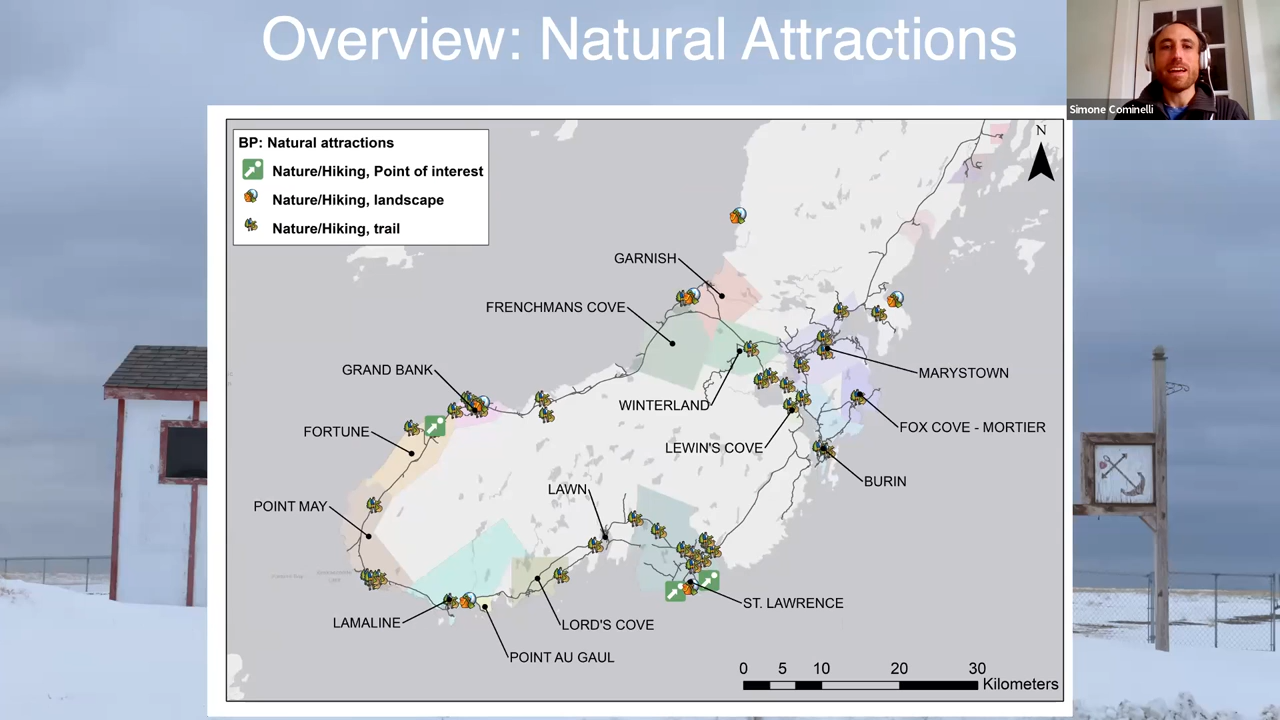 Overview: Natural Attractions
Simone Cominelli
BP: Natural attractions
Nature/Hiking, Point of interest
Nature/Hiking, landscape
Nature/Hiking, trail
N
GARNISH
FRENCHMANS COVE
GRAND BANK
MARYSTOWN
WINTERLAND
FORTUNE
FOX COVE - MORTIER
LEWIN'S COVE
BURIN
LAWN
POINT MAY
ST. LAWRENCE
LAMALINE
LORD'S COVE
POINT AU GAUL
0 5 10 20 30
Kilometers